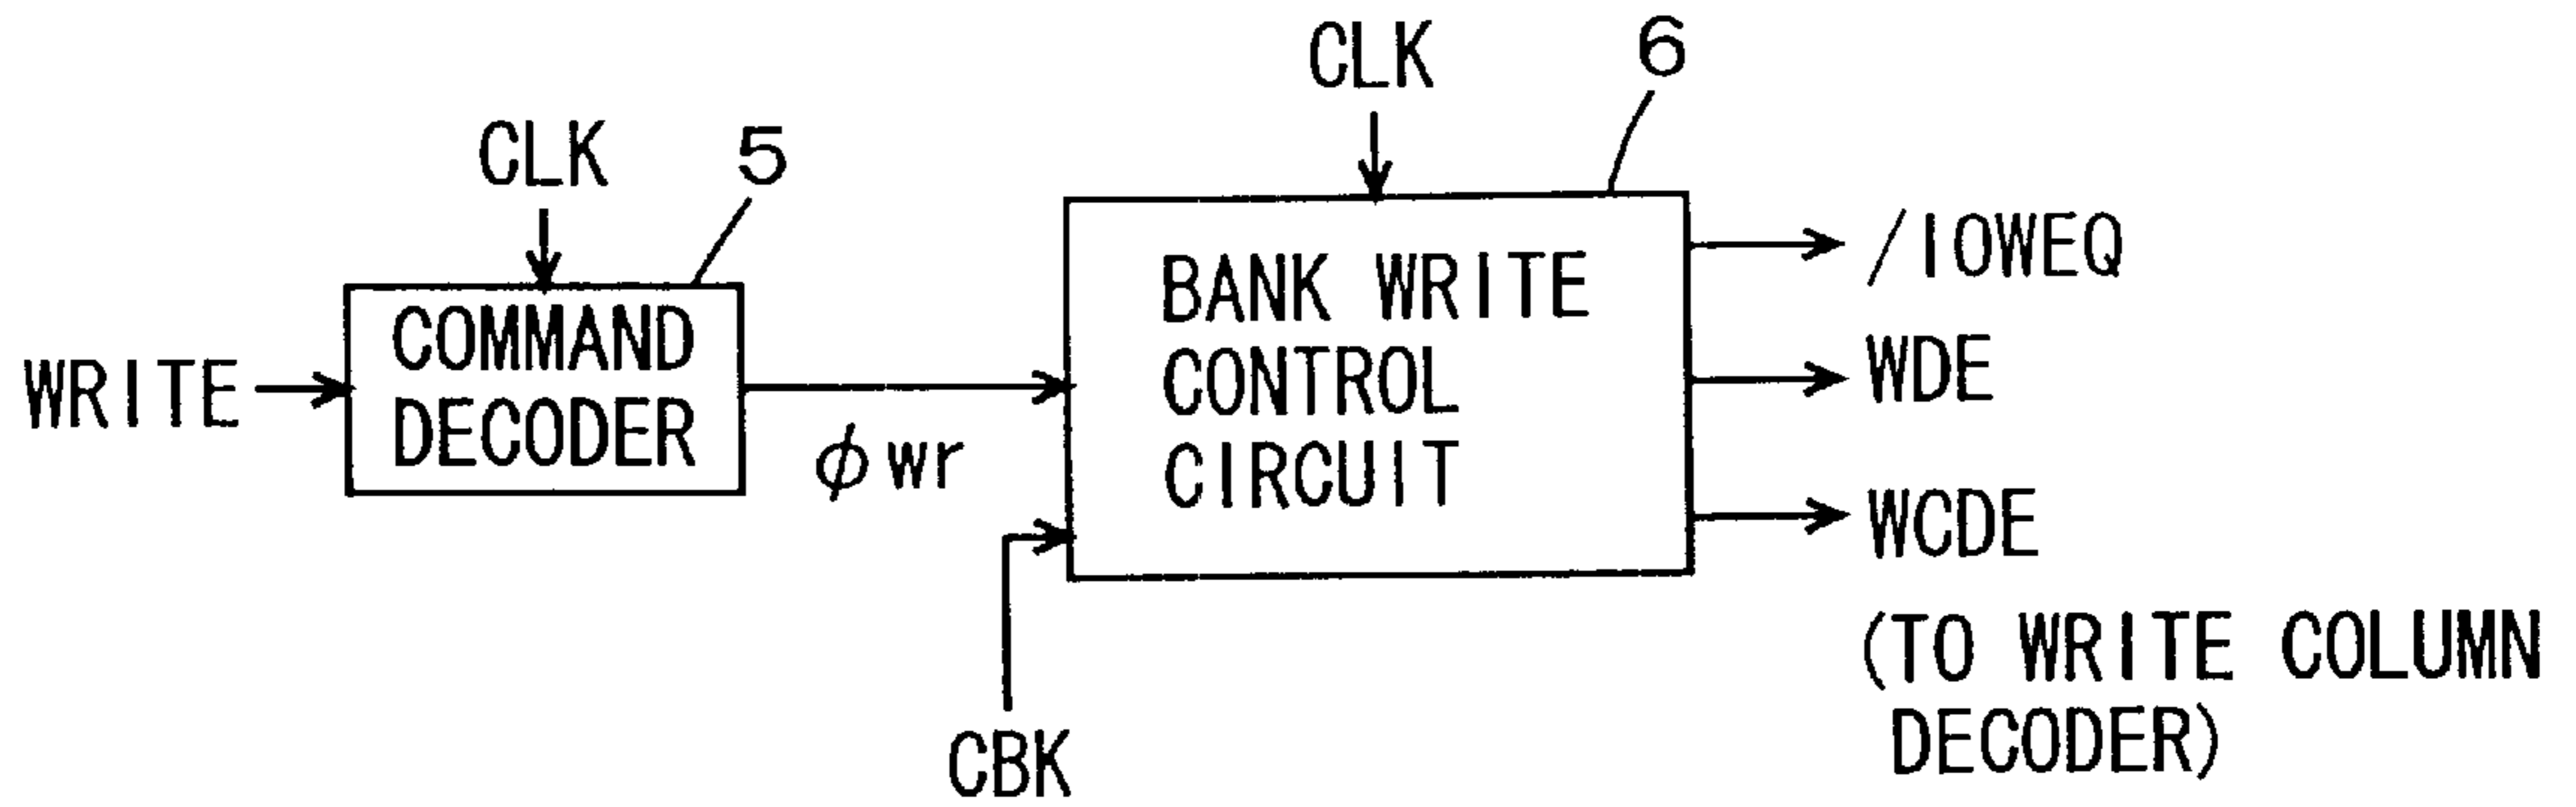 CLK
6
CLK
5
BANK WRITE
CONTROL
CIRCUIT
/IOWEQ
COMMAND
DECODER
WRITE
WDE
φwr
WCDE
(TO WRITE COLUMN
DECODER)
CBK